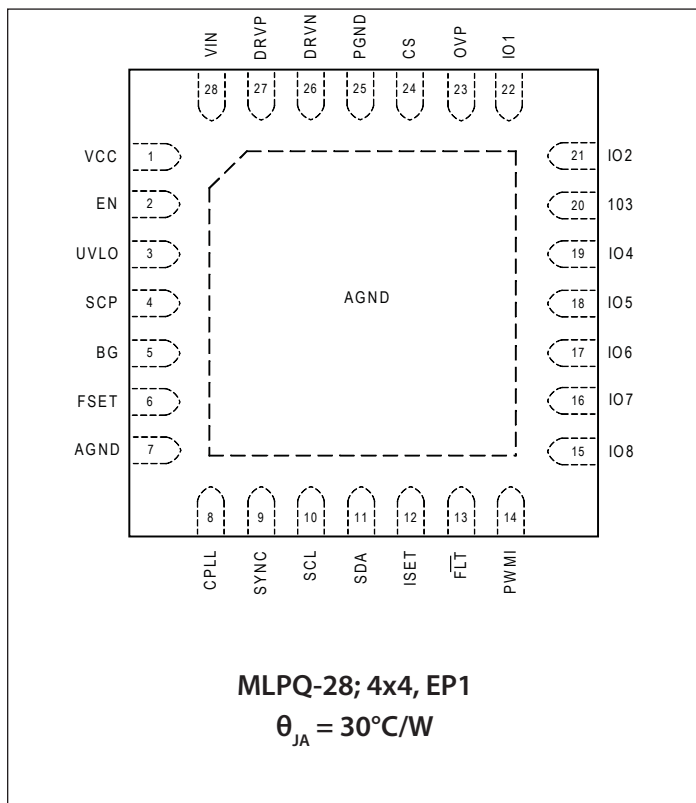 VIN DRVP DRVN PGND CS OVP IO1
28 27 26 25 24 23 22
VCC 1 21 IO2
EN 2 20 103
UVLO 3 19 IO4
SCP 4 AGND 18 IO5
BG 5 17 IO6
FSET 6 16 IO7
AGND 7 15 IO8
8 9 10 11 12 13 14
CPLL SYNC SCL SDA ISET F̅L̅T̅ PWMI
MLPQ-28; 4x4, EP1
θJA = 30°C/W